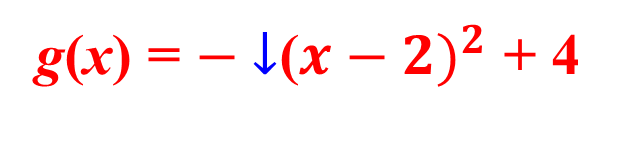 g(x) = − ↓(x − 2)² + 4